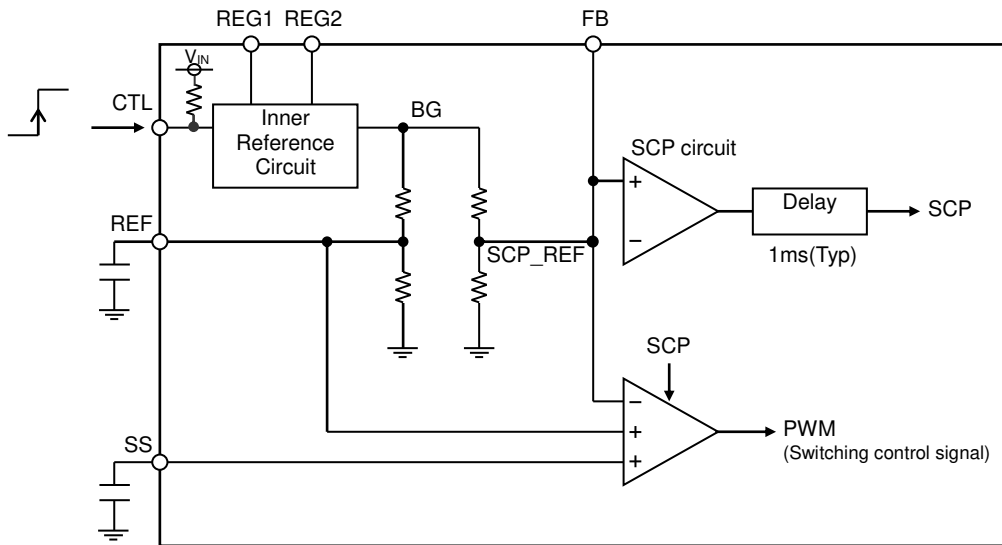 REG1 REG2 FB
VIN
CTL
BG
Inner
Reference
Circuit
SCP circuit
+
Delay
SCP
REF
SCP_REF
−
1ms(Typ)
SCP
−
SS
+
PWM
+
(Switching control signal)